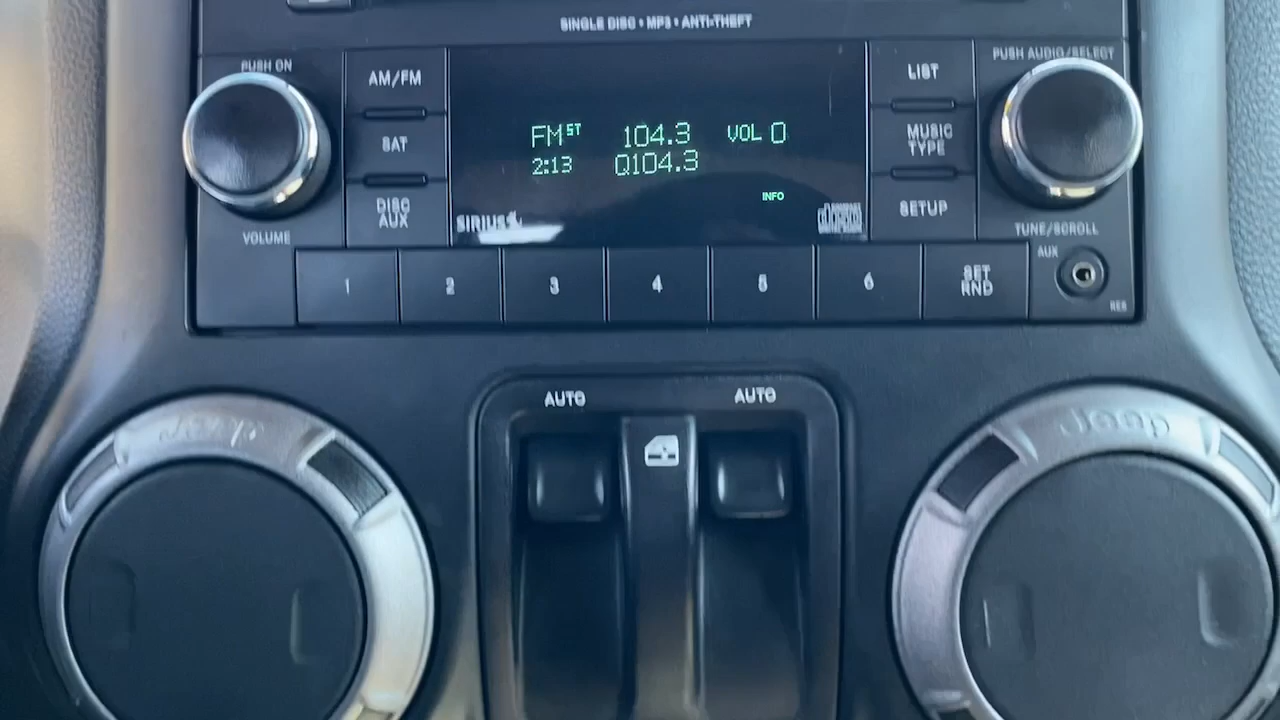 SINGLE DISC • MP3 • ANTI-THEFT
PUSH ON
AM/FM
LIST
PUSH AUDIO/SELECT
FM ST 104.3 VOL 0
2:13 Q104.3
SAT
MUSIC
TYPE
INFO
DISC
AUX
SIRIUS
SETUP
VOLUME
TUNE/SCROLL
AUX
1
2
3
4
5
6
SET
RND
RES
AUTO
AUTO
Jeep
Jeep